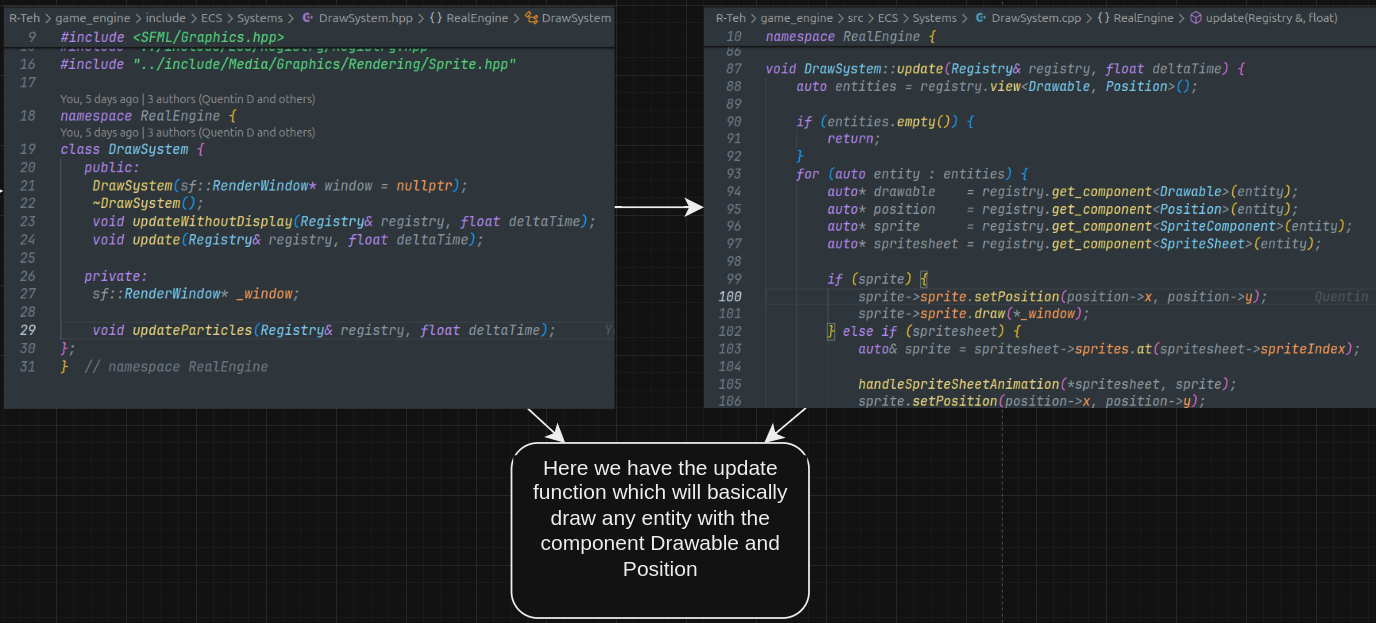 R-Teh > game_engine > include > ECS > Systems > DrawSystem.hpp > {} RealEngine > DrawSystem
9 #include <SFML/Graphics.hpp>
16 #include "../include/Media/Graphics/Rendering/Sprite.hpp"
17
You, 5 days ago | 3 authors (Quentin D and others)
18 namespace RealEngine {
You, 5 days ago | 3 authors (Quentin D and others)
19 class DrawSystem {
20 public:
21 DrawSystem(sf::RenderWindow* window = nullptr);
22 ~DrawSystem();
23 void updateWithoutDisplay(Registry& registry, float deltaTime);
24 void update(Registry& registry, float deltaTime);
25
26 private:
27 sf::RenderWindow* _window;
28
29 void updateParticles(Registry& registry, float deltaTime);
30 };
31 } // namespace RealEngine
R-Teh > game_engine > src > ECS > Systems > DrawSystem.cpp > {} RealEngine > update(Registry &, float)
10 namespace RealEngine {
86
87 void DrawSystem::update(Registry& registry, float deltaTime) {
88 auto entities = registry.view<Drawable, Position>();
89
90 if (entities.empty()) {
91 return;
92 }
93 for (auto entity : entities) {
94 auto* drawable = registry.get_component<Drawable>(entity);
95 auto* position = registry.get_component<Position>(entity);
96 auto* sprite = registry.get_component<SpriteComponent>(entity);
97 auto* spritesheet = registry.get_component<SpriteSheet>(entity);
98
99 if (sprite) {
100 sprite->sprite.setPosition(position->x, position->y); Quentin
101 sprite->sprite.draw(*_window);
102 } else if (spritesheet) {
103 auto& sprite = spritesheet->sprites.at(spritesheet->spriteIndex);
104
105 handleSpriteSheetAnimation(*spritesheet, sprite);
106 sprite.setPosition(position->x, position->y);
Here we have the update
function which will basically
draw any entity with the
component Drawable and
Position